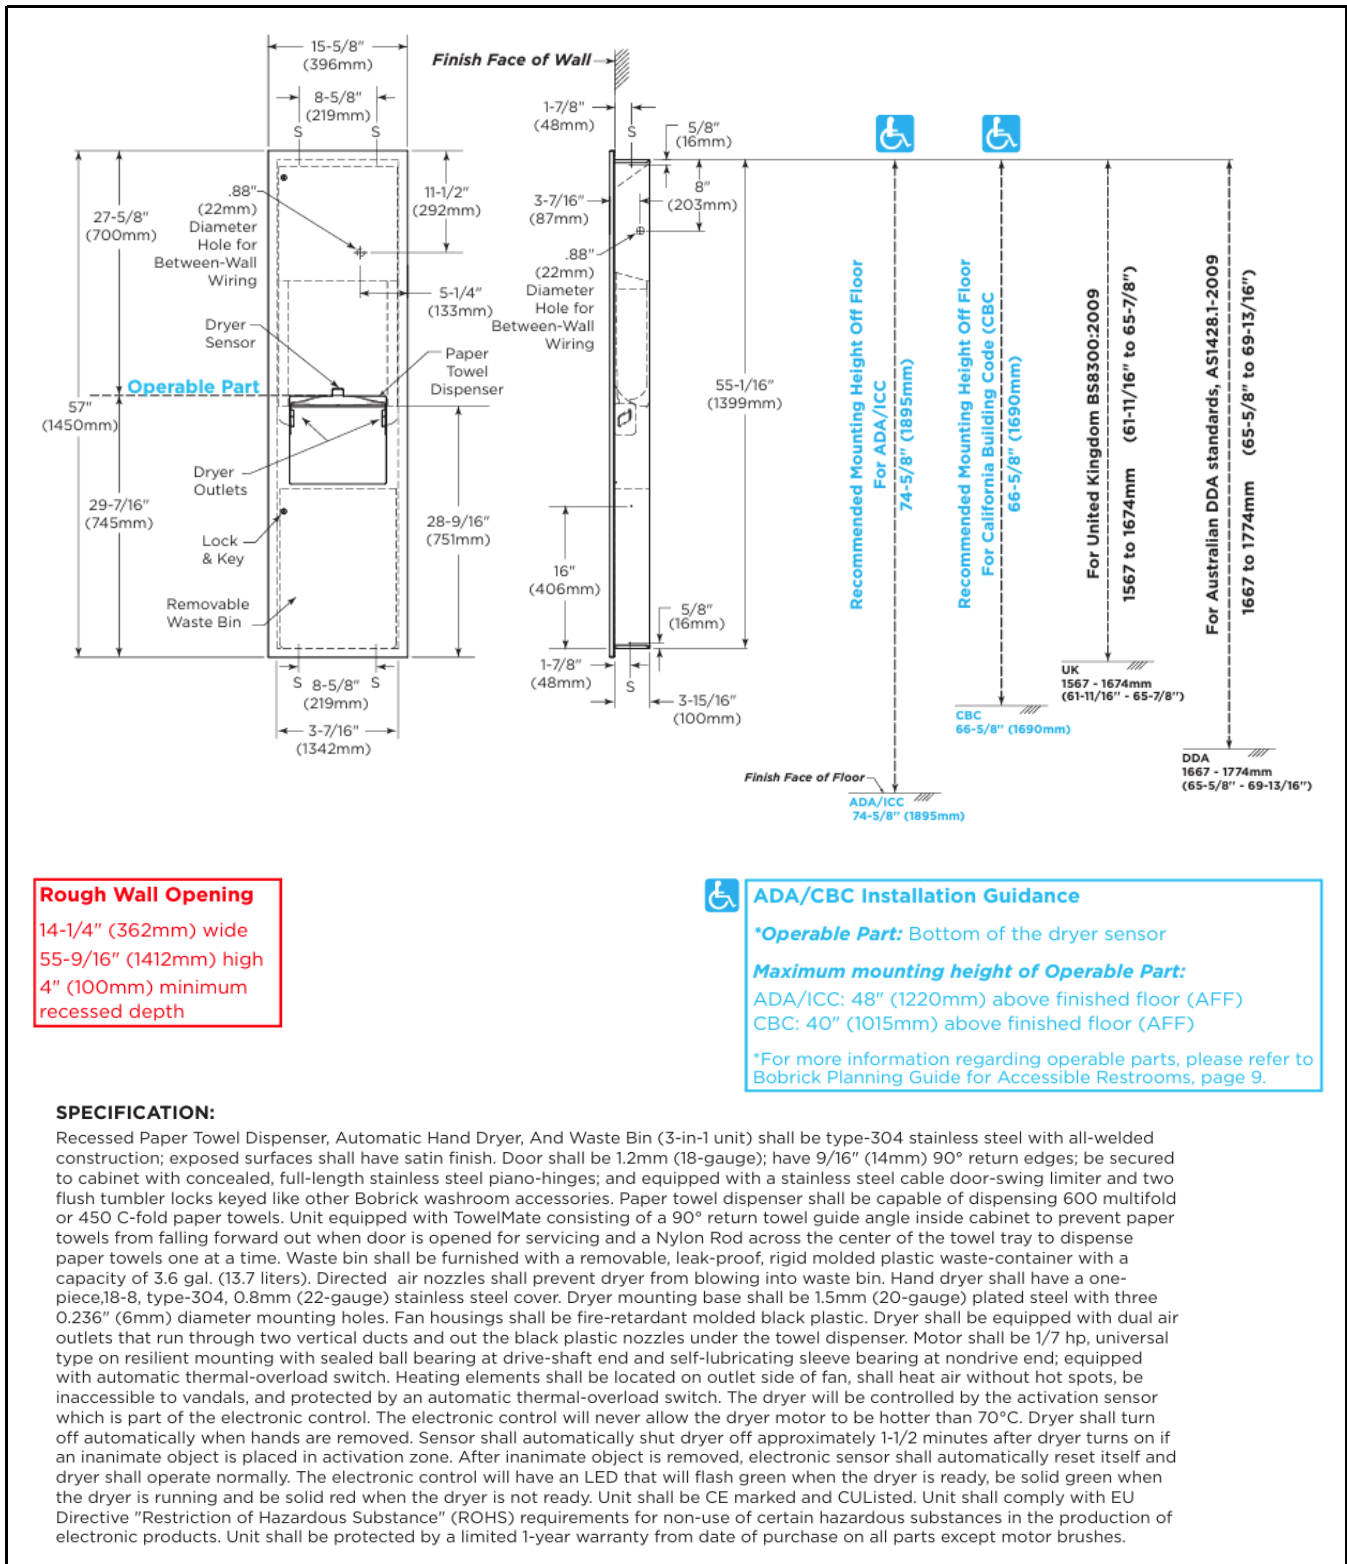 15-5/8"
(396mm)
8-5/8"
(219mm)
S S
Finish Face of Wall
1-7/8"
(48mm)
S
5/8"
(16mm)
27-5/8"
(700mm)
.88"
(22mm)
Diameter
Hole for
Between-Wall
Wiring
11-1/2"
(292mm)
5-1/4"
(133mm)
Dryer
Sensor
Paper
Towel
Dispenser
Operable Part
57"
(1450mm)
Dryer
Outlets
29-7/16"
(745mm)
28-9/16"
(751mm)
Lock
& Key
Removable
Waste Bin
S 8-5/8" S
(219mm)
3-7/16"
(1342mm)
3-7/16"
(87mm)
8"
(203mm)
.88"
(22mm)
Diameter
Hole for
Between-Wall
Wiring
55-1/16"
(1399mm)
16"
(406mm)
5/8"
(16mm)
1-7/8"
(48mm)
S
3-15/16"
(100mm)
Recommended Mounting Height Off Floor
For ADA/ICC
74-5/8" (1895mm)
Recommended Mounting Height Off Floor
For California Building Code (CBC
66-5/8" (1690mm)
For United Kingdom BS8300:2009
1567 to 1674mm (61-11/16" to 65-7/8")
For Australian DDA standards, AS1428.1-2009
1667 to 1774mm (65-5/8" to 69-13/16")
UK
1567 - 1674mm
(61-11/16" - 65-7/8")
CBC
66-5/8" (1690mm)
DDA
1667 - 1774mm
(65-5/8" - 69-13/16")
Finish Face of Floor
ADA/ICC
74-5/8" (1895mm)
Rough Wall Opening
14-1/4" (362mm) wide
55-9/16" (1412mm) high
4" (100mm) minimum
recessed depth
ADA/CBC Installation Guidance
*Operable Part: Bottom of the dryer sensor
Maximum mounting height of Operable Part:
ADA/ICC: 48" (1220mm) above finished floor (AFF)
CBC: 40" (1015mm) above finished floor (AFF)
*For more information regarding operable parts, please refer to
Bobrick Planning Guide for Accessible Restrooms, page 9.
SPECIFICATION:
Recessed Paper Towel Dispenser, Automatic Hand Dryer, And Waste Bin (3-in-1 unit) shall be type-304 stainless steel with all-welded
construction; exposed surfaces shall have satin finish. Door shall be 1.2mm (18-gauge); have 9/16" (14mm) 90° return edges; be secured
to cabinet with concealed, full-length stainless steel piano-hinges; and equipped with a stainless steel cable door-swing limiter and two
flush tumbler locks keyed like other Bobrick washroom accessories. Paper towel dispenser shall be capable of dispensing 600 multifold
or 450 C-fold paper towels. Unit equipped with TowelMate consisting of a 90° return towel guide angle inside cabinet to prevent paper
towels from falling forward out when door is opened for servicing and a Nylon Rod across the center of the towel tray to dispense
paper towels one at a time. Waste bin shall be furnished with a removable, leak-proof, rigid molded plastic waste-container with a
capacity of 3.6 gal. (13.7 liters). Directed air nozzles shall prevent dryer from blowing into waste bin. Hand dryer shall have a one-
piece,18-8, type-304, 0.8mm (22-gauge) stainless steel cover. Dryer mounting base shall be 1.5mm (20-gauge) plated steel with three
0.236" (6mm) diameter mounting holes. Fan housings shall be fire-retardant molded black plastic. Dryer shall be equipped with dual air
outlets that run through two vertical ducts and out the black plastic nozzles under the towel dispenser. Motor shall be 1/7 hp, universal
type on resilient mounting with sealed ball bearing at drive-shaft end and self-lubricating sleeve bearing at nondrive end; equipped
with automatic thermal-overload switch. Heating elements shall be located on outlet side of fan, shall heat air without hot spots, be
inaccessible to vandals, and protected by an automatic thermal-overload switch. The dryer will be controlled by the activation sensor
which is part of the electronic control. The electronic control will never allow the dryer motor to be hotter than 70°C. Dryer shall turn
off automatically when hands are removed. Sensor shall automatically shut dryer off approximately 1-1/2 minutes after dryer turns on if
an inanimate object is placed in activation zone. After inanimate object is removed, electronic sensor shall automatically reset itself and
dryer shall operate normally. The electronic control will have an LED that will flash green when the dryer is ready, be solid green when
the dryer is running and be solid red when the dryer is not ready. Unit shall be CE marked and CUListed. Unit shall comply with EU
Directive "Restriction of Hazardous Substance" (ROHS) requirements for non-use of certain hazardous substances in the production of
electronic products. Unit shall be protected by a limited 1-year warranty from date of purchase on all parts except motor brushes.